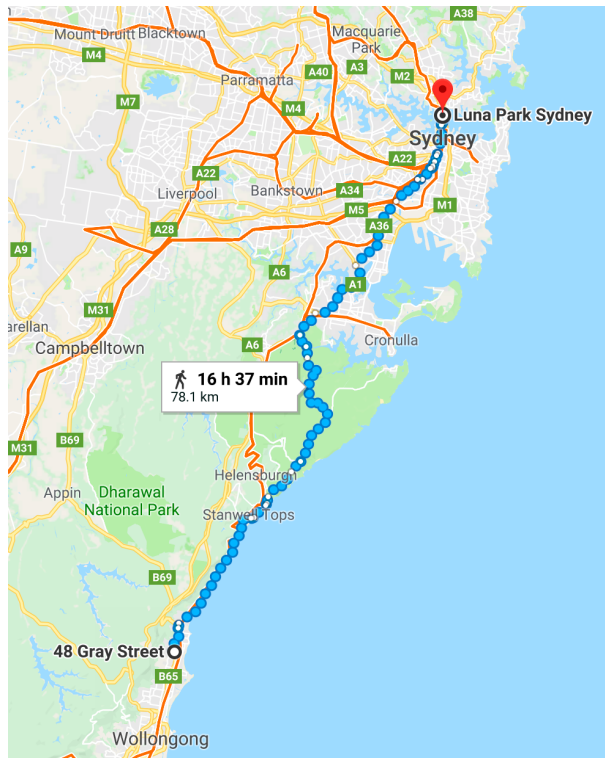 A38
Macquarie
Park
Mount Druitt
Blacktown
M4
A3
M2
A40
Parramatta
M7
M4
Luna Park Sydney
Sydney
A22
A22
Bankstown
A34
Liverpool
M5
M1
A28
A36
A9
A6
A1
M31
arellan
Cronulla
Campbelltown
A6
16 h 37 min
78.1 km
B69
M31
Helensburgh
Appin
Dharawal
National Park
Stanwell Tops
B69
48 Gray Street
B65
Wollongong